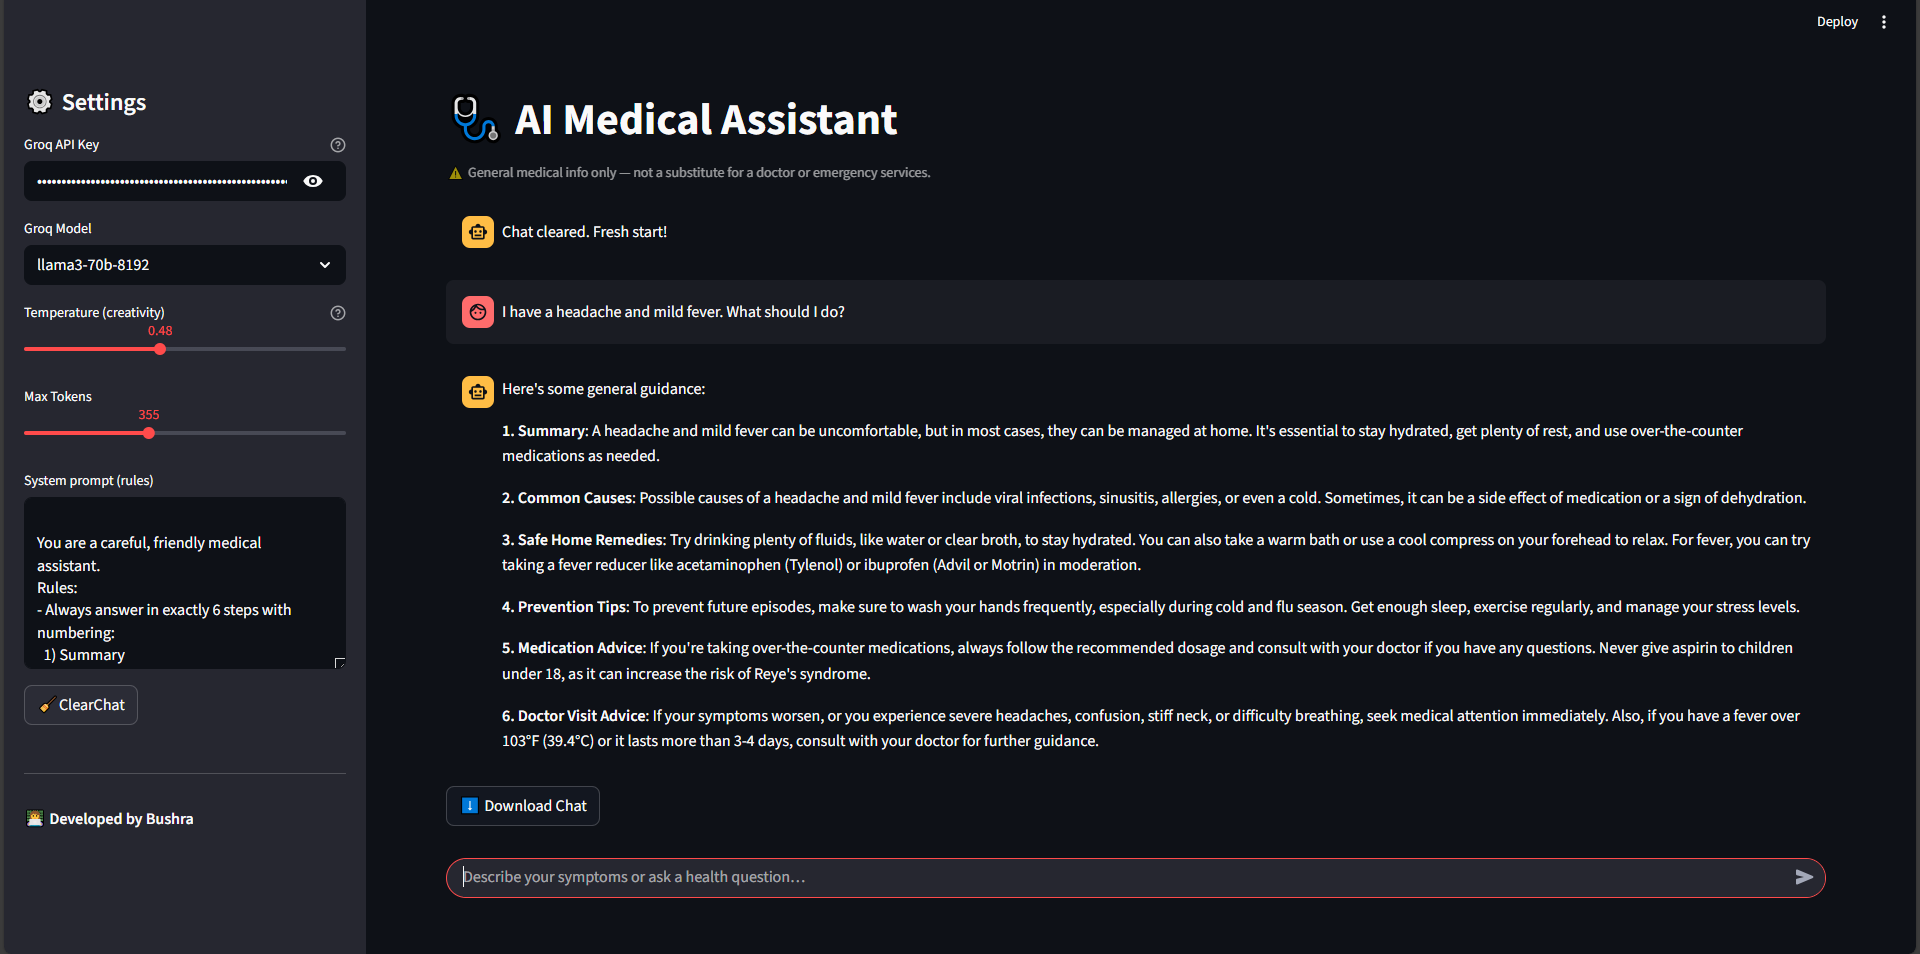 Deploy
Settings
Groq API Key
Groq Model
llama3-70b-8192
Temperature (creativity)
0.48
Max Tokens
355
System prompt (rules)
You are a careful, friendly medical
assistant.
Rules:
- Always answer in exactly 6 steps with
numbering:
1) Summary
ClearChat
Developed by Bushra
AI Medical Assistant
General medical info only — not a substitute for a doctor or emergency services.
Chat cleared. Fresh start!
I have a headache and mild fever. What should I do?
Here's some general guidance:
1. Summary: A headache and mild fever can be uncomfortable, but in most cases, they can be managed at home. It's essential to stay hydrated, get plenty of rest, and use over-the-counter
medications as needed.
2. Common Causes: Possible causes of a headache and mild fever include viral infections, sinusitis, allergies, or even a cold. Sometimes, it can be a side effect of medication or a sign of dehydration.
3. Safe Home Remedies: Try drinking plenty of fluids, like water or clear broth, to stay hydrated. You can also take a warm bath or use a cool compress on your forehead to relax. For fever, you can try
taking a fever reducer like acetaminophen (Tylenol) or ibuprofen (Advil or Motrin) in moderation.
4. Prevention Tips: To prevent future episodes, make sure to wash your hands frequently, especially during cold and flu season. Get enough sleep, exercise regularly, and manage your stress levels.
5. Medication Advice: If you're taking over-the-counter medications, always follow the recommended dosage and consult with your doctor if you have any questions. Never give aspirin to children
under 18, as it can increase the risk of Reye's syndrome.
6. Doctor Visit Advice: If your symptoms worsen, or you experience severe headaches, confusion, stiff neck, or difficulty breathing, seek medical attention immediately. Also, if you have a fever over
103°F (39.4°C) or it lasts more than 3-4 days, consult with your doctor for further guidance.
Download Chat
Describe your symptoms or ask a health question…